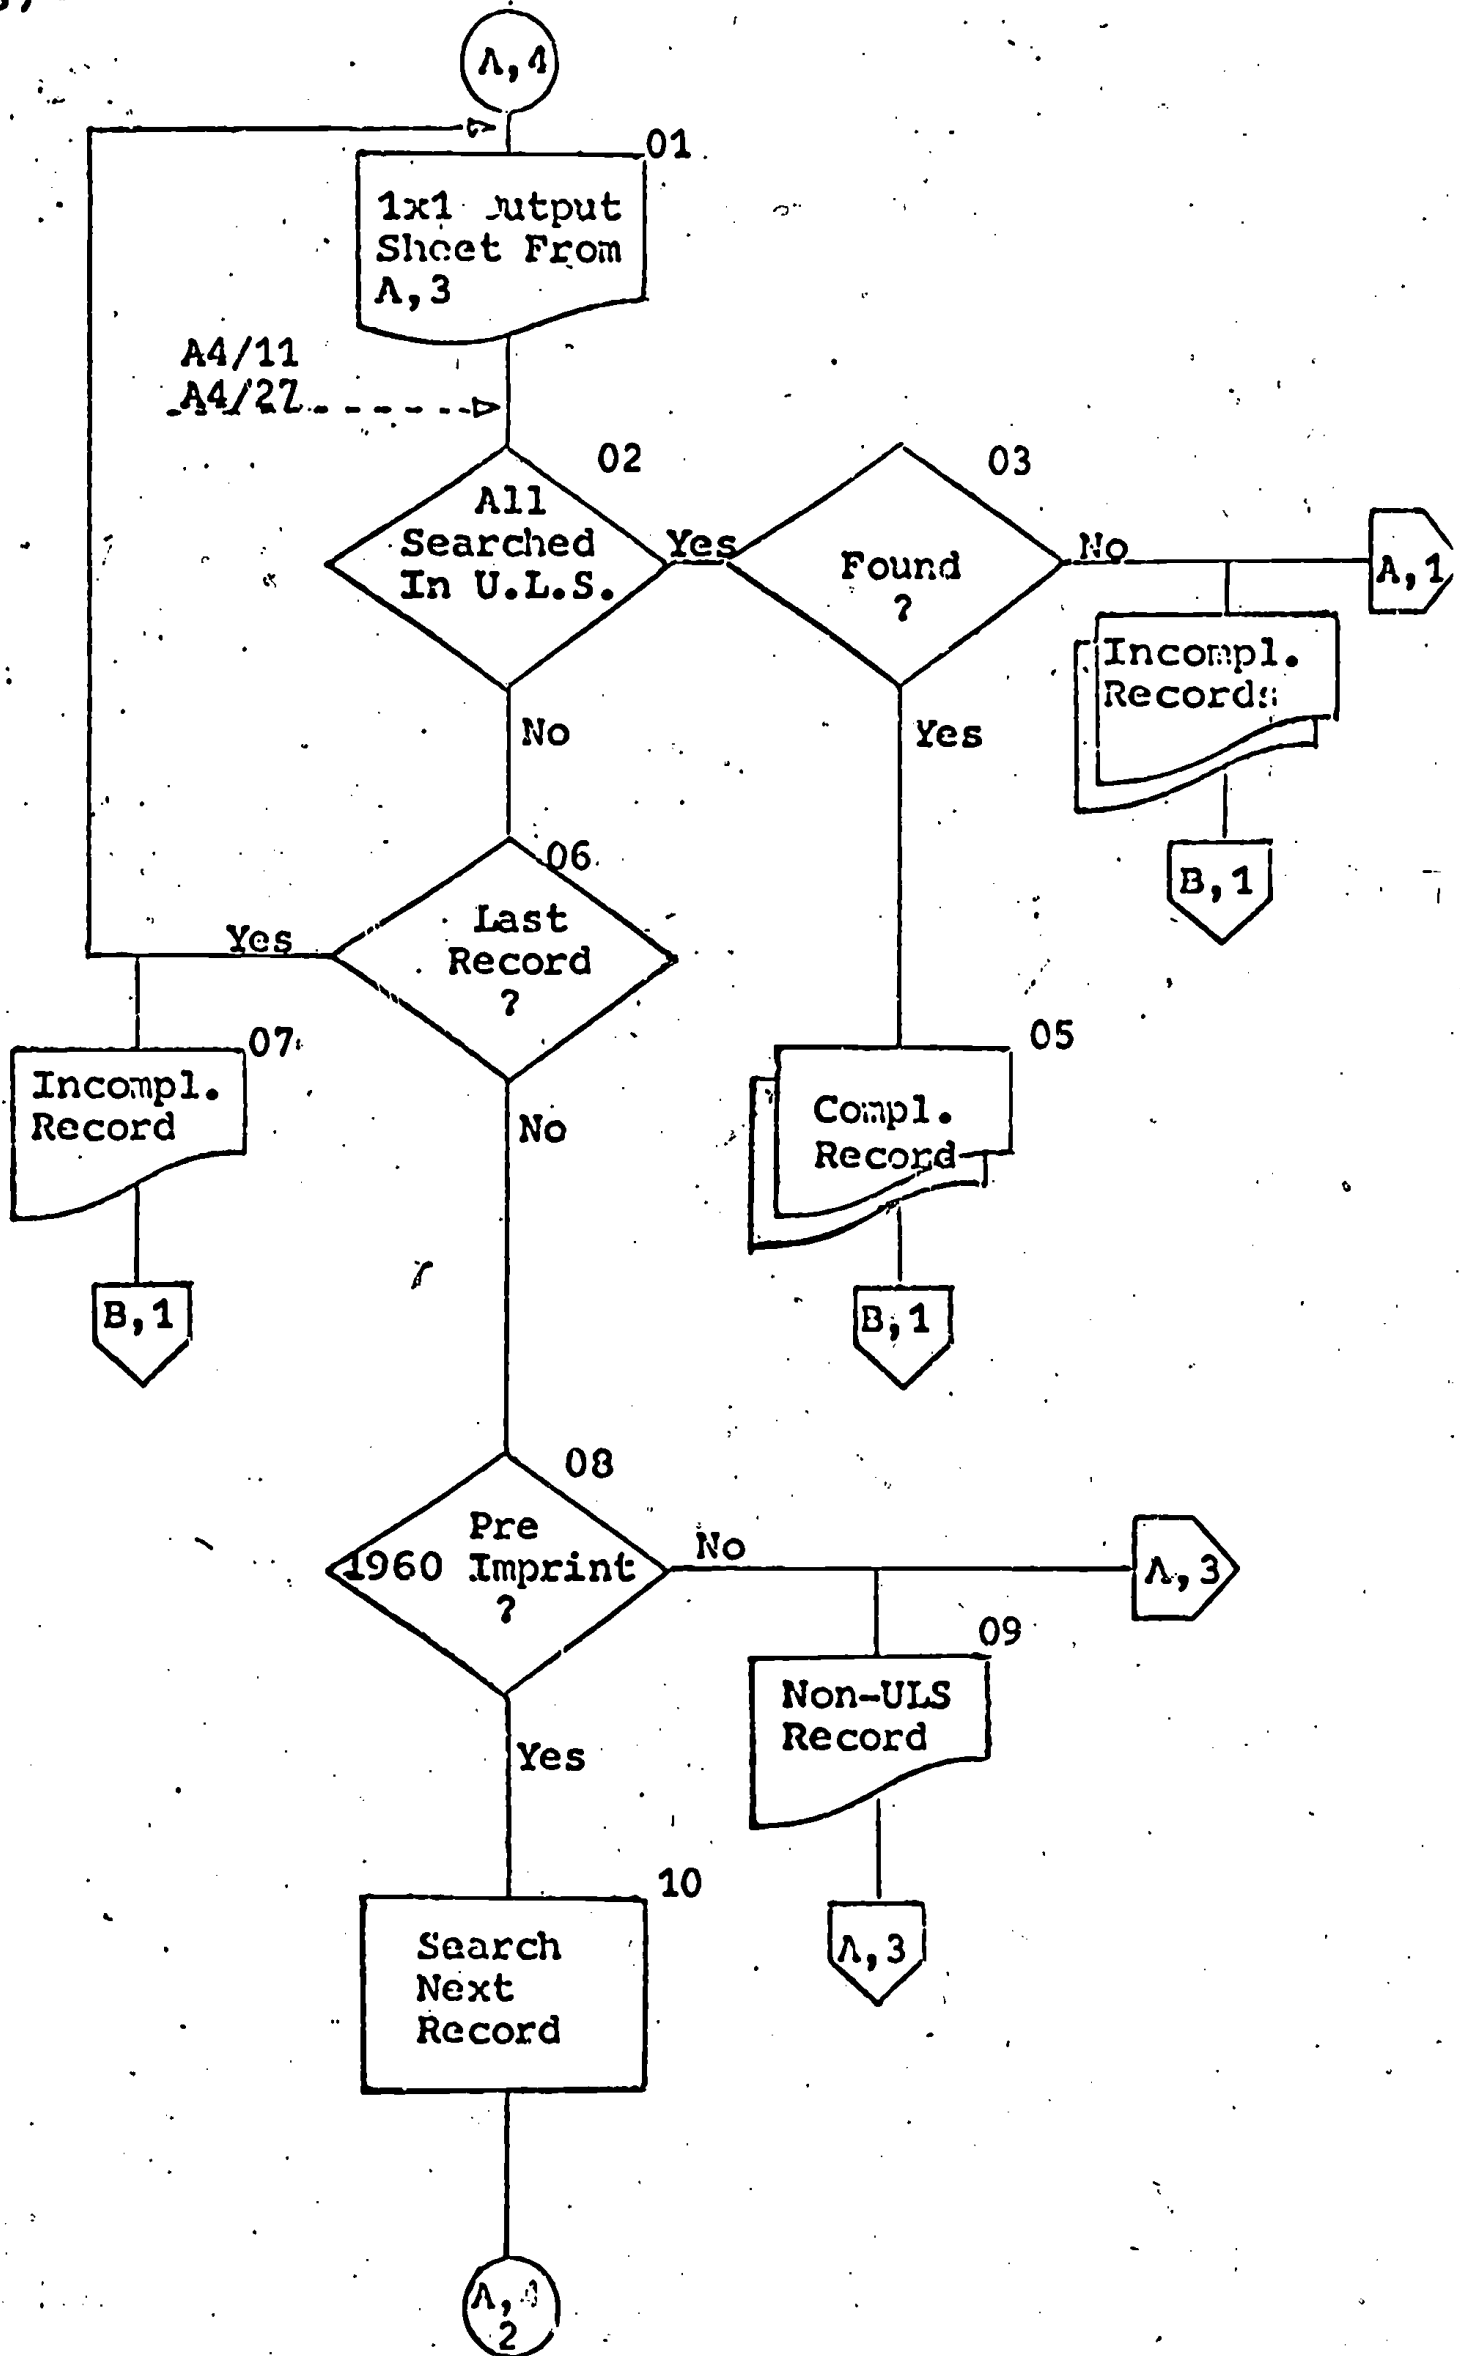 A,4
01
1x1 Output
Sheet From
A,3
A4/11
A4/27
02
All
Searched
In U.L.S.
Yes
03
Found
?
No
A,1
Incompl.
Records
B,1
No
Yes
06
Last
Record
?
Yes
07
Incompl.
Record
B,1
No
05
Compl.
Record
B,1
08
Pre
1960 Imprint
?
No
A,3
09
Non-ULS
Record
A,3
Yes
10
Search
Next
Record
A,4
2